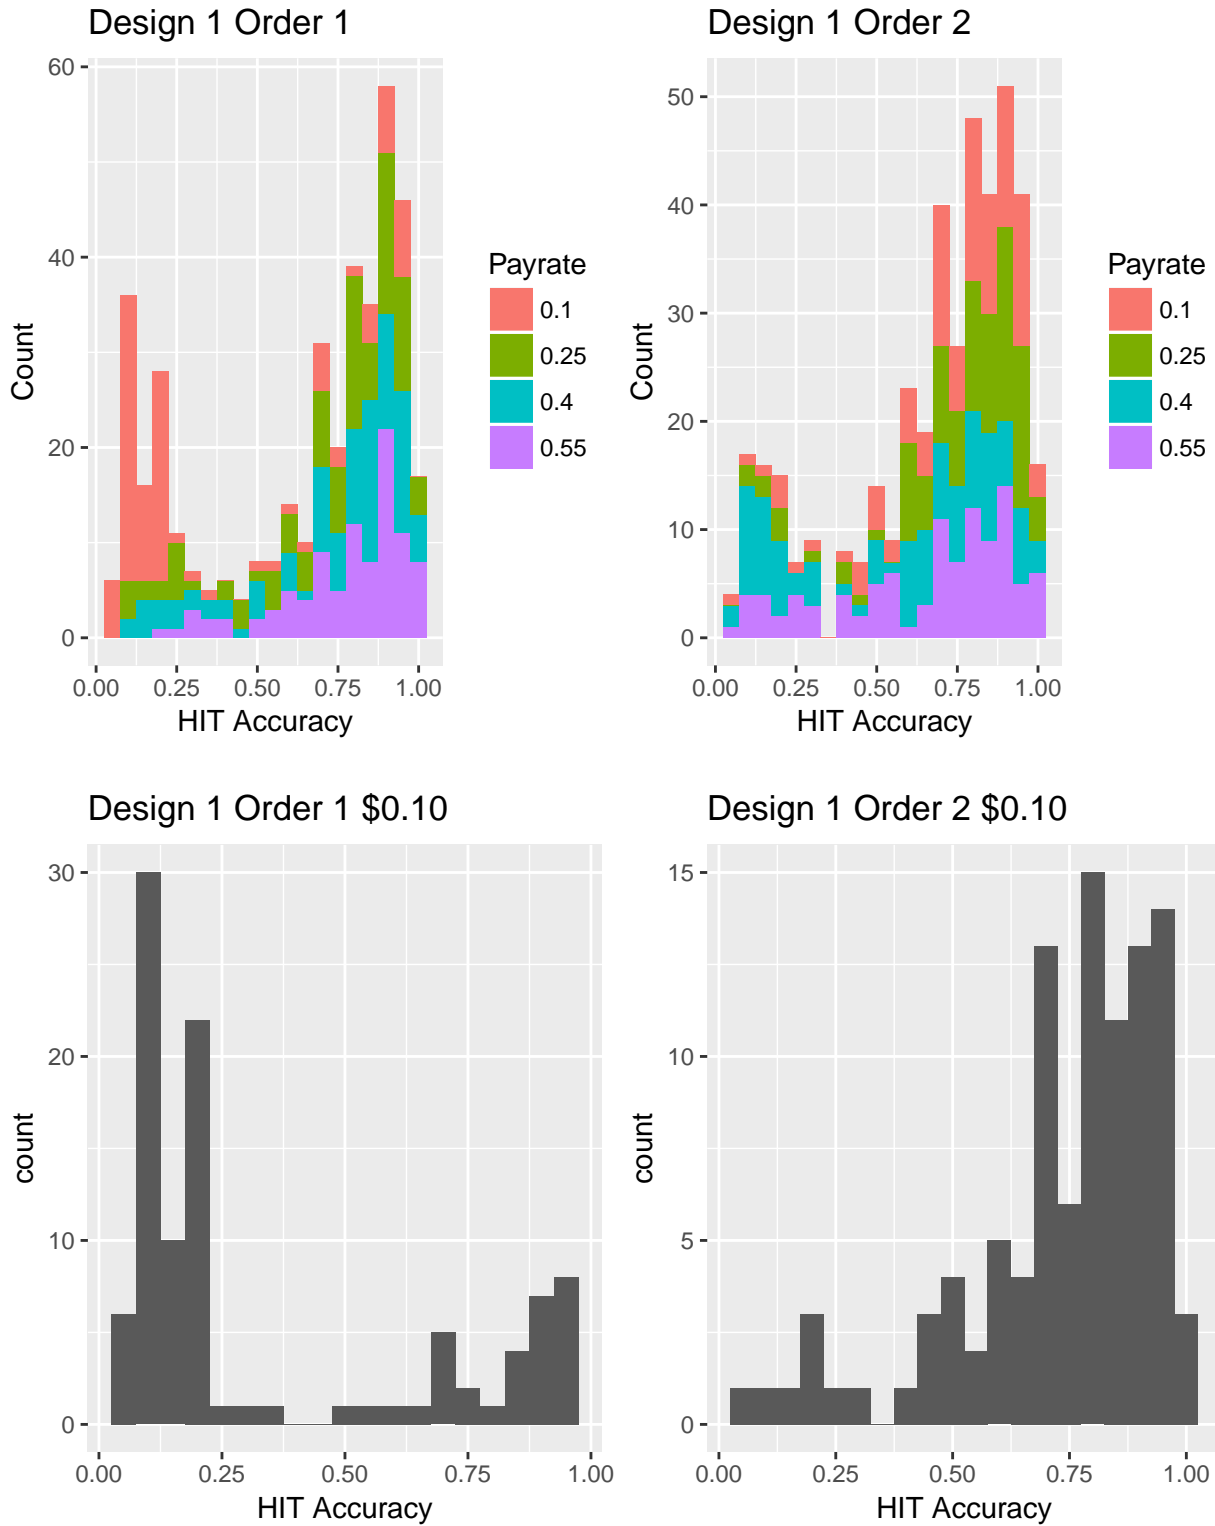 Design 1 Order 1
60
40
20
0
Count
0.00 0.25 0.50 0.75 1.00
HIT Accuracy
Payrate
0.1
0.25
0.4
0.55
Design 1 Order 2
50
40
30
20
10
0
Count
0.00 0.25 0.50 0.75 1.00
HIT Accuracy
Payrate
0.1
0.25
0.4
0.55
Design 1 Order 1 $0.10
30
20
10
0
count
0.00 0.25 0.50 0.75 1.00
HIT Accuracy
Design 1 Order 2 $0.10
15
10
5
0
count
0.00 0.25 0.50 0.75 1.00
HIT Accuracy